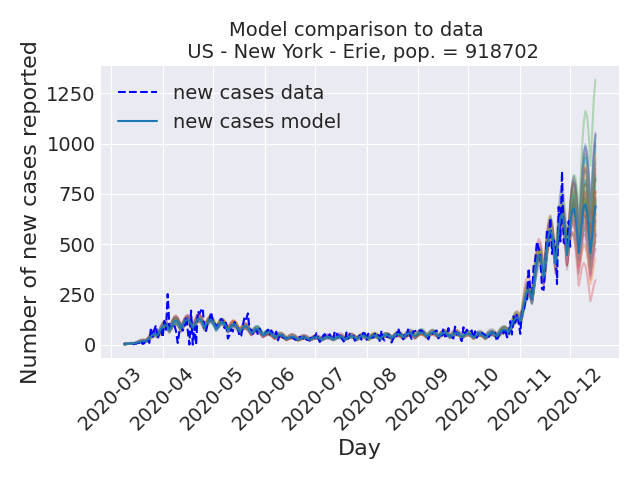 Model comparison to data
US - New York - Erie, pop. = 918702
Number of new cases reported
1250
1000
750
500
250
0
new cases data
new cases model
2020-03
2020-04
2020-05
2020-06
2020-07
2020-08
2020-09
2020-10
2020-11
2020-12
Day